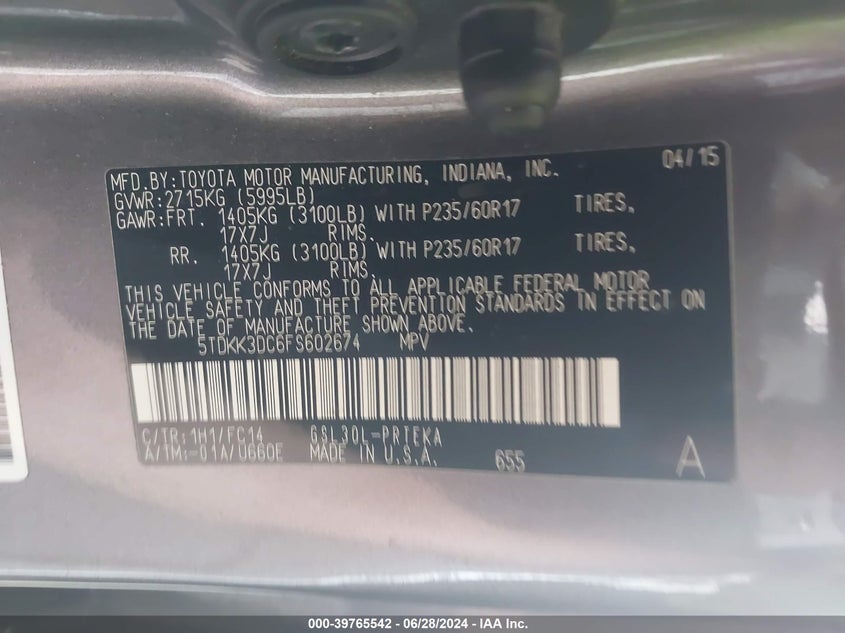 04/15
MFD.BY:TOYOTA MOTOR MANUFACTURING, INDIANA, INC.
GVWR:2715KG (5995LB)
GAWR:FRT. 1405KG (3100LB) WITH P235/60R17 TIRES,
17X7J RIMS.
RR. 1405KG (3100LB) WITH P235/60R17 TIRES,
17X7J RIMS.
THIS VEHICLE CONFORMS TO ALL APPLICABLE FEDERAL MOTOR
VEHICLE SAFETY AND THEFT PREVENTION STANDARDS IN EFFECT ON
THE DATE OF MANUFACTURE SHOWN ABOVE.
5TDKK3DC6FS602674 MPV
C/TR:1H1/FC14 GSL30L-PRTEKA
A/TM:-01A/U660E MADE IN U.S.A. 655 A
000-39765542 - 06/28/2024 - IAA Inc.